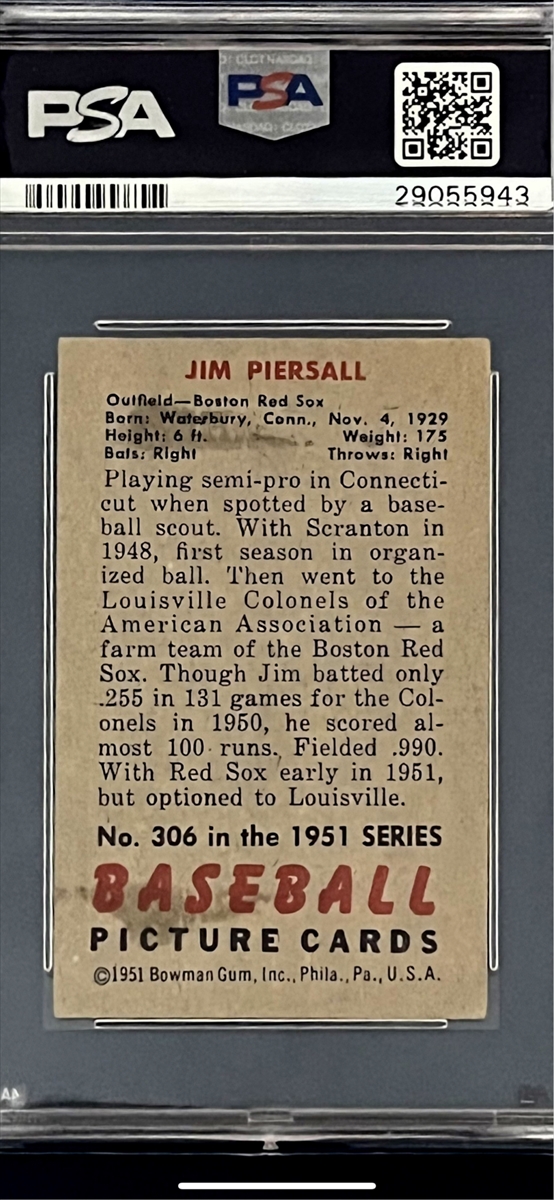 PSA
PSA
29055943
JIM PIERSALL
Outfield—Boston Red Sox
Born: Waterbury, Conn., Nov. 4, 1929
Height: 6 ft. Weight: 175
Bats: Right Throws: Right
Playing semi-pro in Connecti-
cut when spotted by a base-
ball scout. With Scranton in
1948, first season in organ-
ized ball. Then went to the
Louisville Colonels of the
American Association — a
farm team of the Boston Red
Sox. Though Jim batted only
.255 in 131 games for the Col-
onels in 1950, he scored al-
most 100 runs. Fielded .990.
With Red Sox early in 1951,
but optioned to Louisville.
No. 306 in the 1951 SERIES
BASEBALL
PICTURE CARDS
©1951 Bowman Gum, Inc., Phila., Pa., U.S.A.